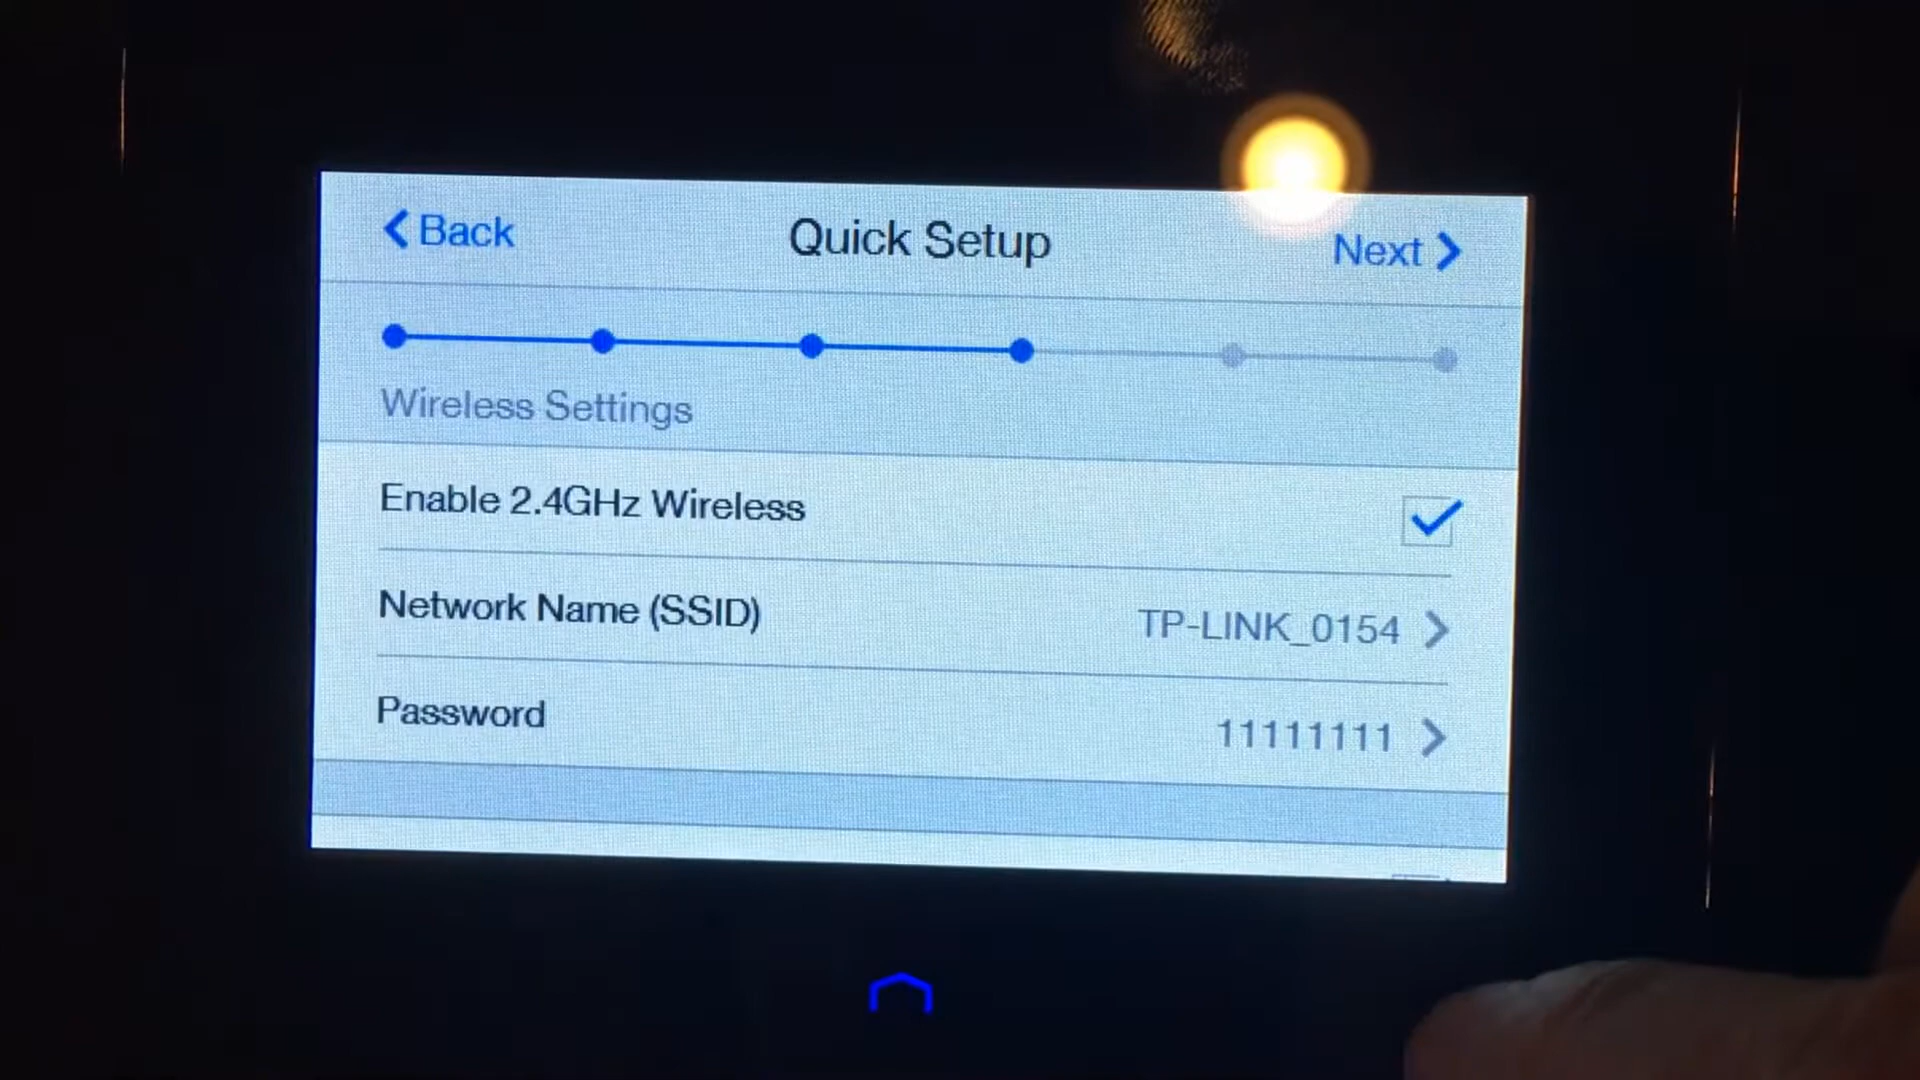 Back
Quick Setup
Next
Wireless Settings
Enable 2.4GHz Wireless
Network Name (SSID)
TP-LINK_0154
Password
11111111